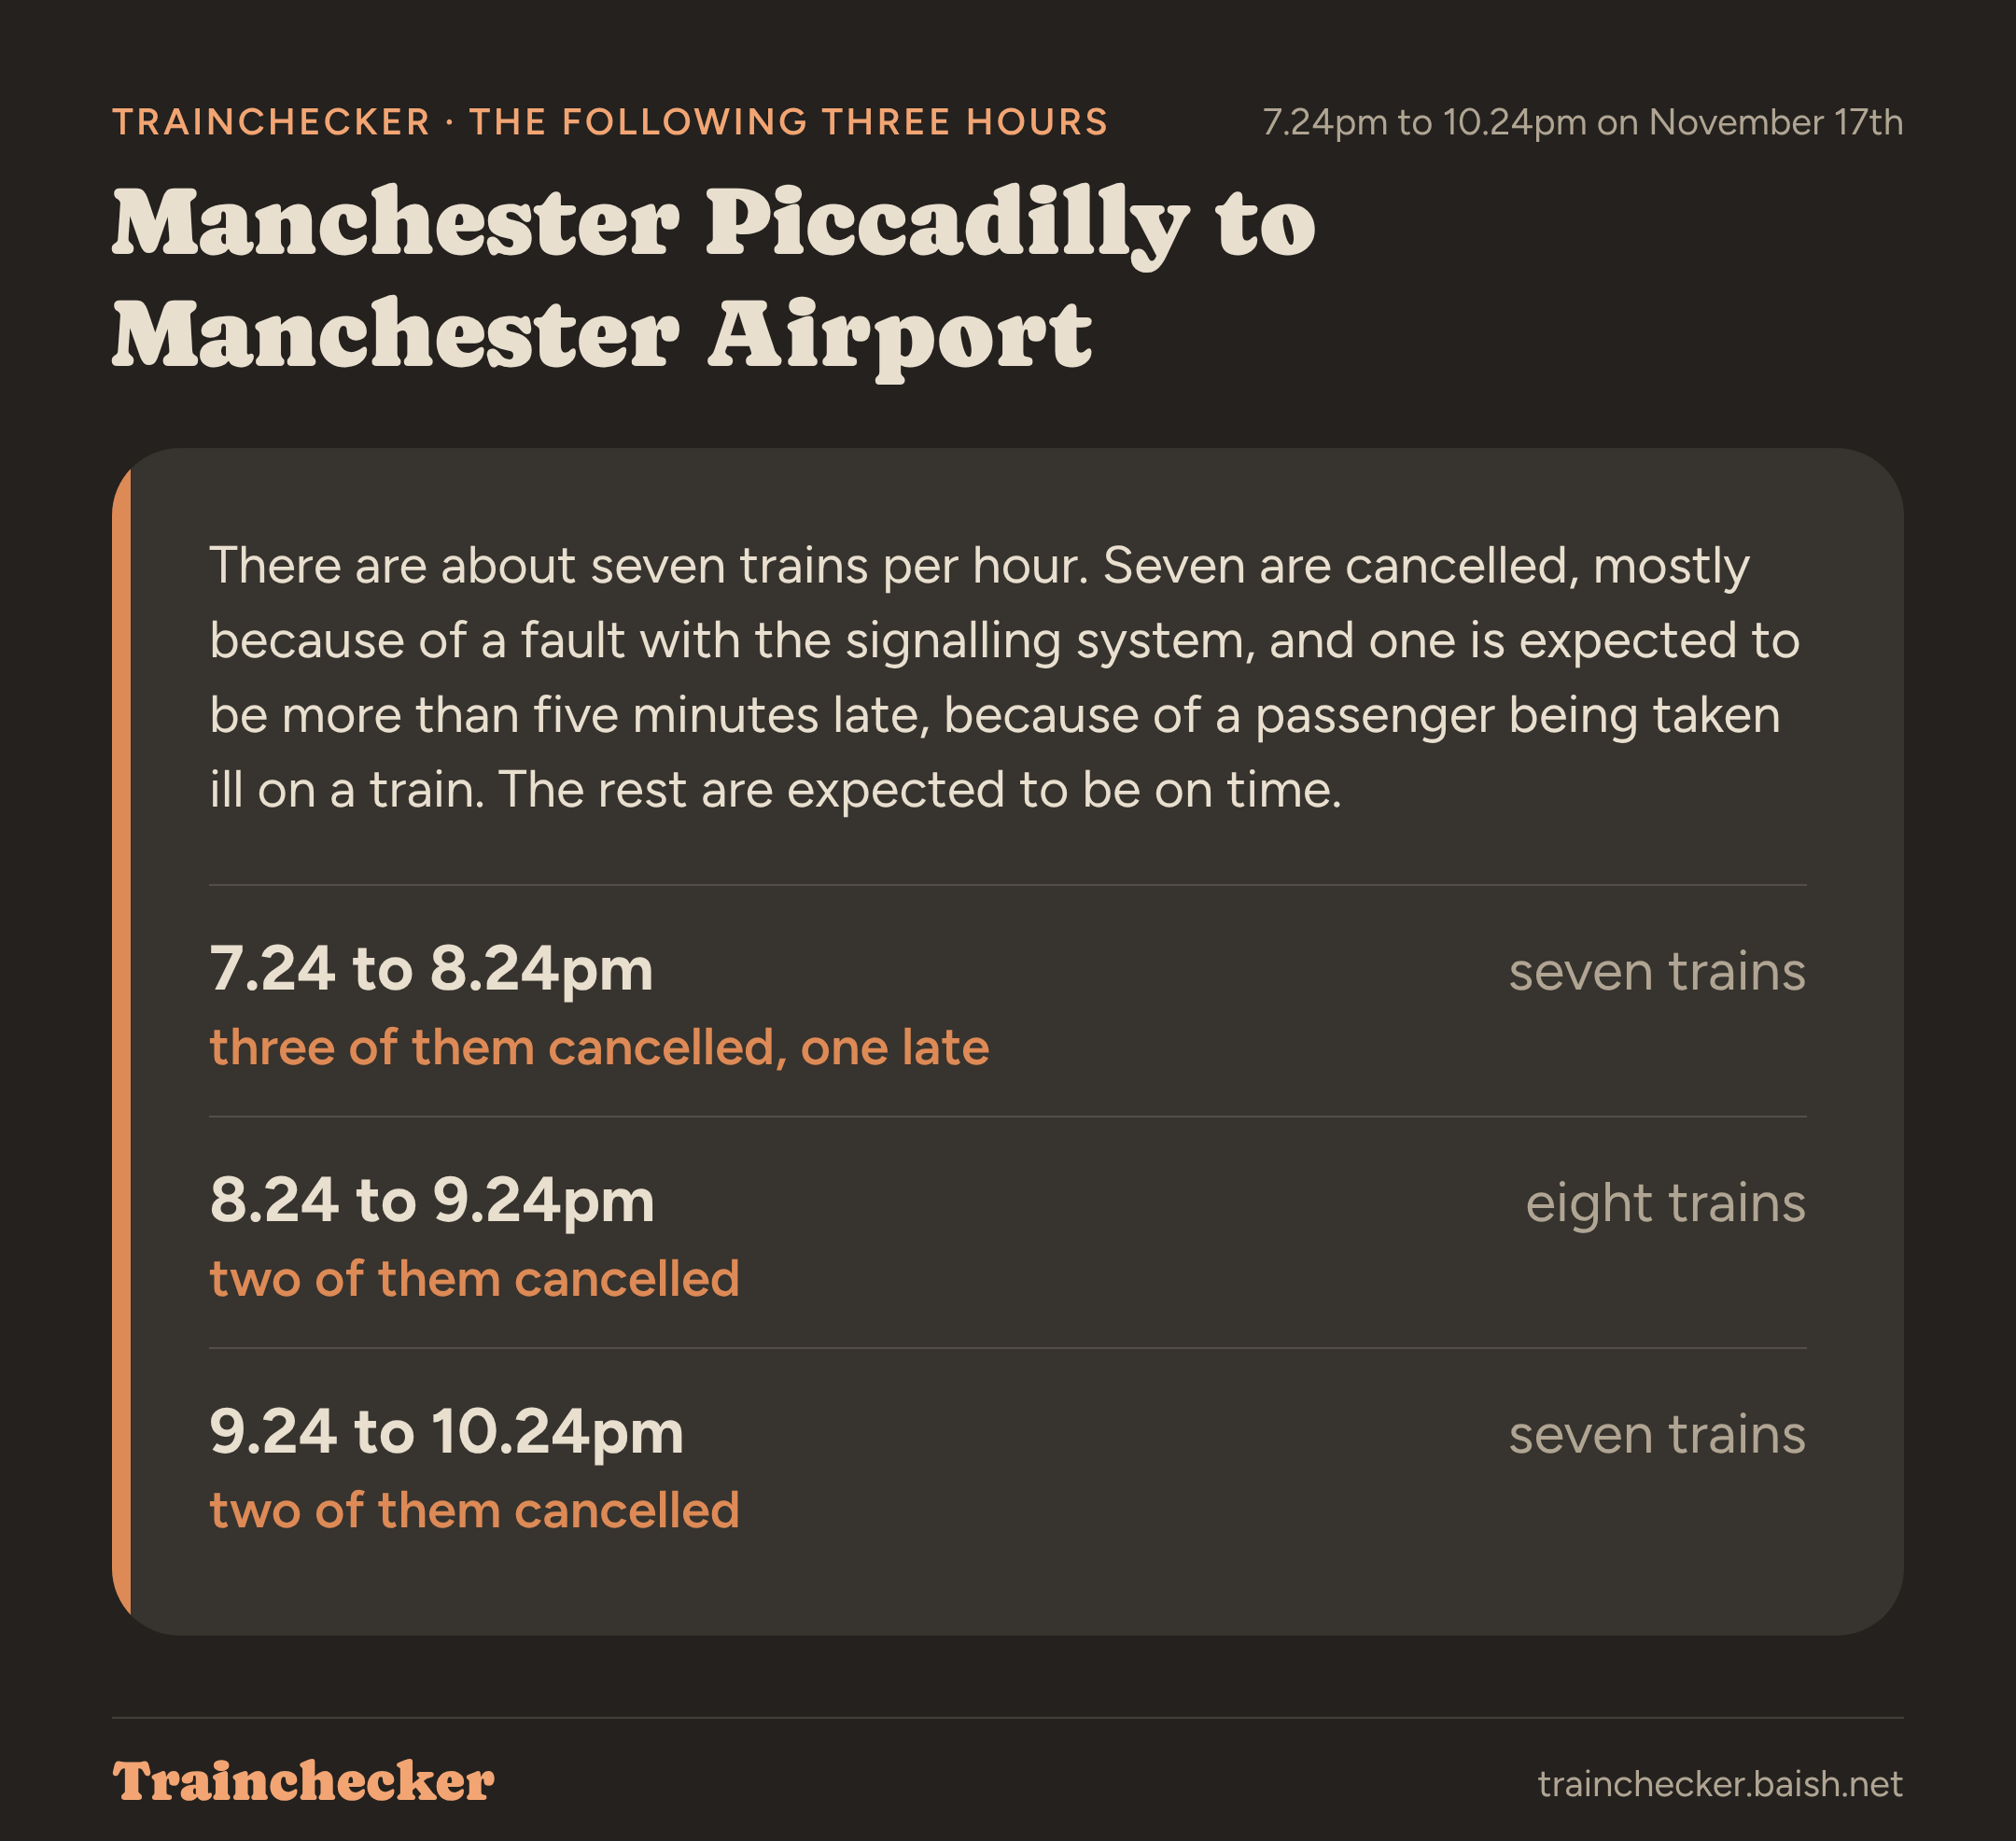 TRAINCHECKER · THE FOLLOWING THREE HOURS
7.24pm to 10.24pm on November 17th
Manchester Piccadilly to
Manchester Airport
There are about seven trains per hour. Seven are cancelled, mostly
because of a fault with the signalling system, and one is expected to
be more than five minutes late, because of a passenger being taken
ill on a train. The rest are expected to be on time.
7.24 to 8.24pm
seven trains
three of them cancelled, one late
8.24 to 9.24pm
eight trains
two of them cancelled
9.24 to 10.24pm
seven trains
two of them cancelled
Trainchecker
trainchecker.baish.net